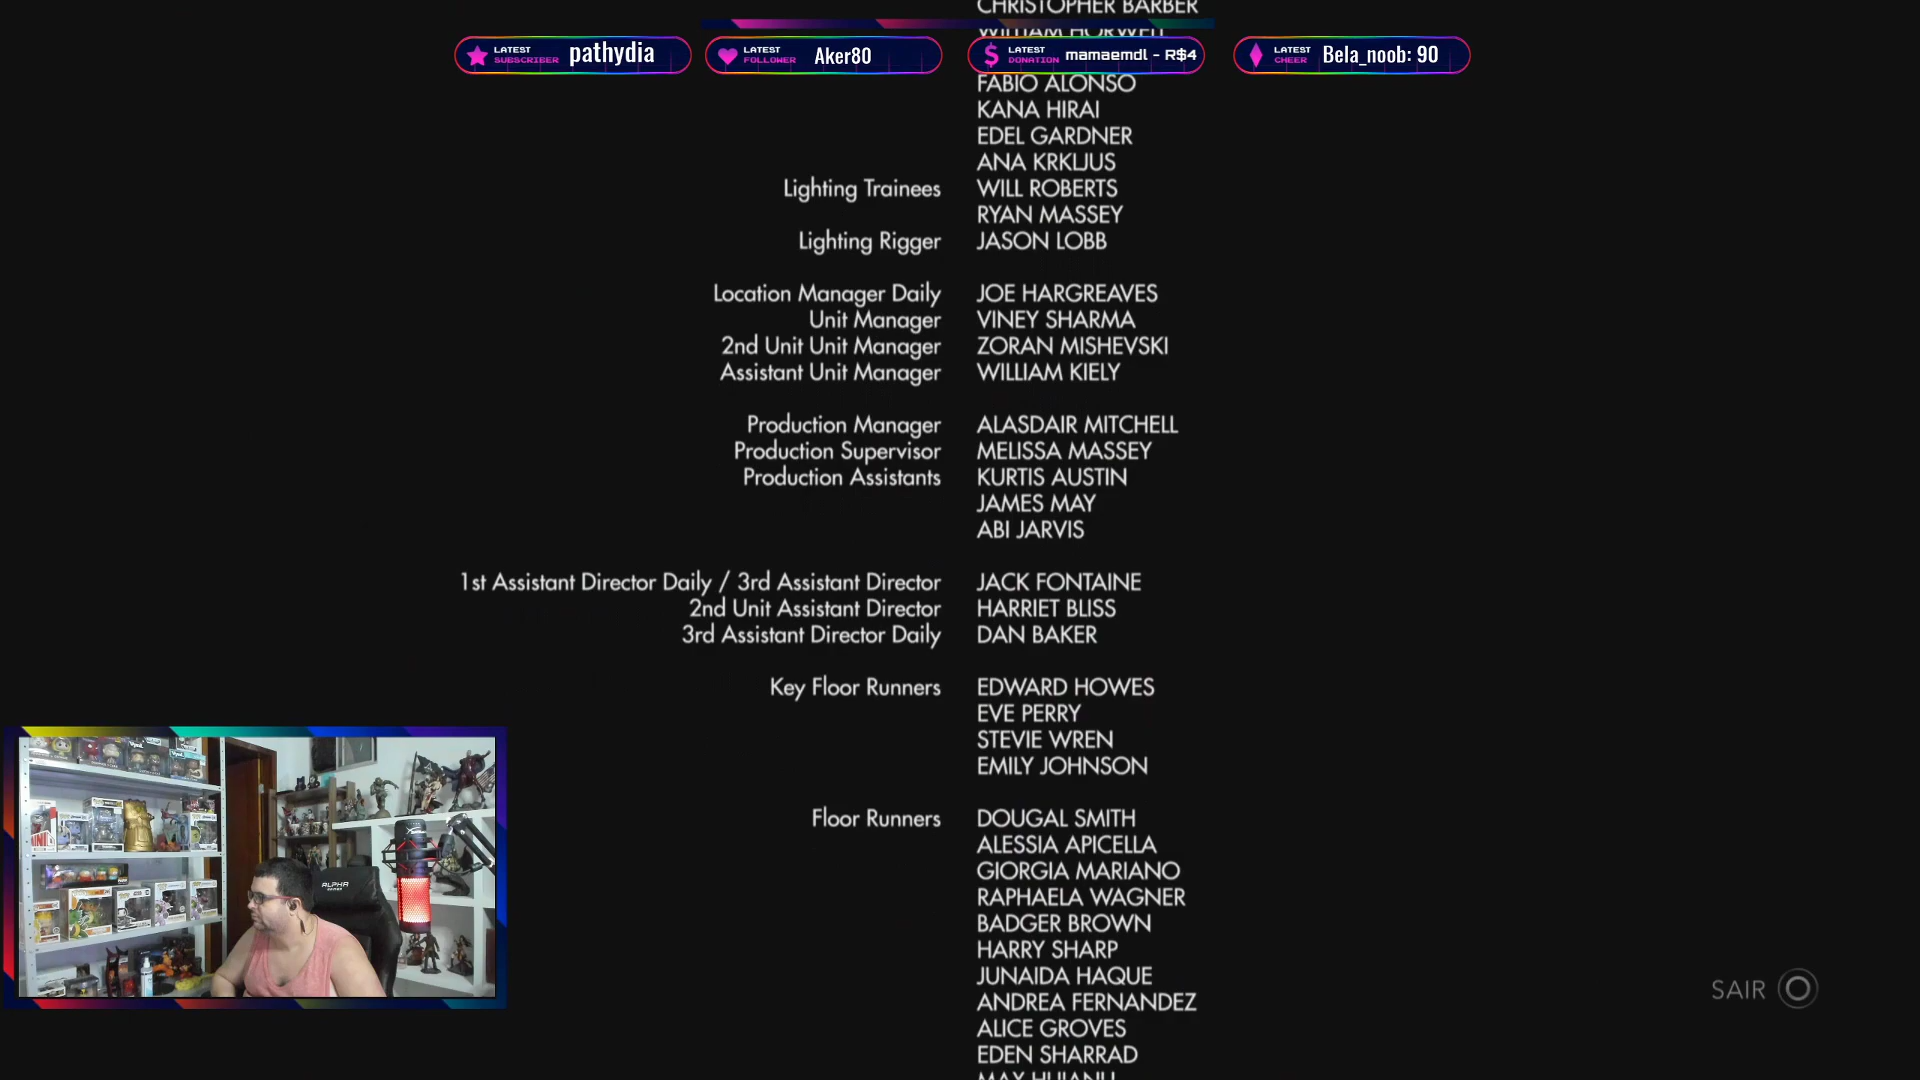 CHRISTOPHER BARBER
WILLIAM HORWELL
LATEST SUBSCRIBER pathydia
LATEST FOLLOWER Aker80
LATEST DONATION mamaemdl - R$4
LATEST CHEER Bela_noob: 90
FABIO ALONSO
KANA HIRAI
EDEL GARDNER
ANA KRKLJUS
Lighting Trainees WILL ROBERTS
RYAN MASSEY
Lighting Rigger JASON LOBB
Location Manager Daily JOE HARGREAVES
Unit Manager VINEY SHARMA
2nd Unit Unit Manager ZORAN MISHEVSKI
Assistant Unit Manager WILLIAM KIELY
Production Manager ALASDAIR MITCHELL
Production Supervisor MELISSA MASSEY
Production Assistants KURTIS AUSTIN
JAMES MAY
ABI JARVIS
1st Assistant Director Daily / 3rd Assistant Director JACK FONTAINE
2nd Unit Assistant Director HARRIET BLISS
3rd Assistant Director Daily DAN BAKER
Key Floor Runners EDWARD HOWES
EVE PERRY
STEVIE WREN
EMILY JOHNSON
Floor Runners DOUGAL SMITH
ALESSIA APICELLA
GIORGIA MARIANO
RAPHAELA WAGNER
BADGER BROWN
HARRY SHARP
JUNAIDA HAQUE
ANDREA FERNANDEZ
ALICE GROVES
EDEN SHARRAD
ALPHA
SAIR